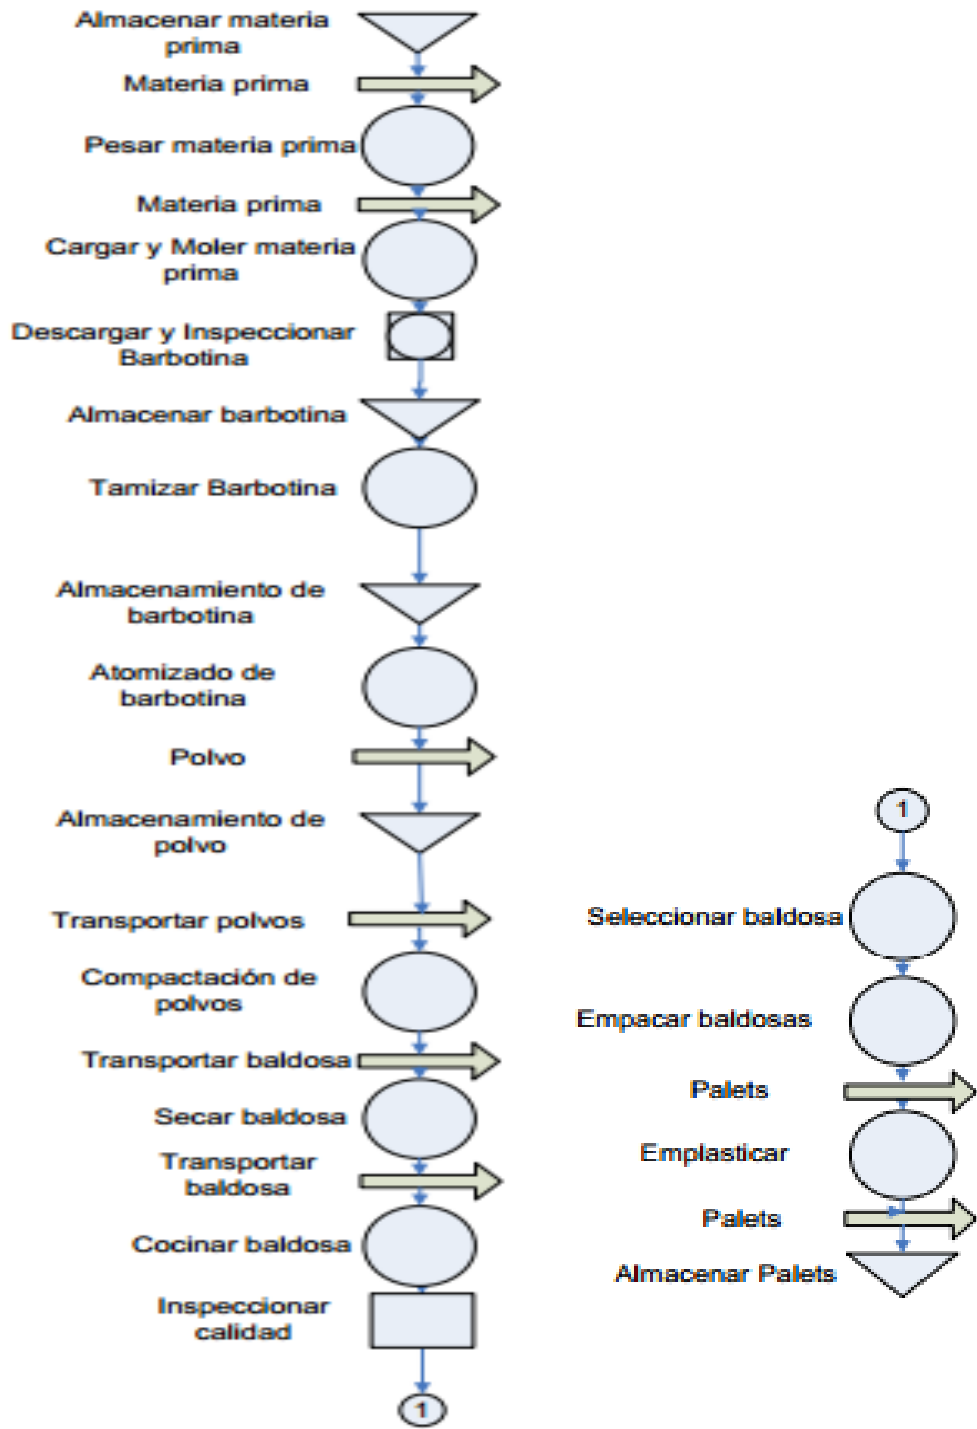 Almacenar materia
prima
Materia prima
Pesar materia prima
Materia prima
Cargar y Moler materia
prima
Descargar y Inspeccionar
Barbotina
Almacenar barbotina
Tamizar Barbotina
Almacenamiento de
barbotina
Atomizado de
barbotina
Polvo
Almacenamiento de
polvo
Transportar polvos
Compactación de
polvos
Transportar baldosa
Secar baldosa
Transportar
baldosa
Cocinar baldosa
Inspeccionar
calidad
1
1
Seleccionar baldosa
Empacar baldosas
Palets
Emplasticar
Palets
Almacenar Palets